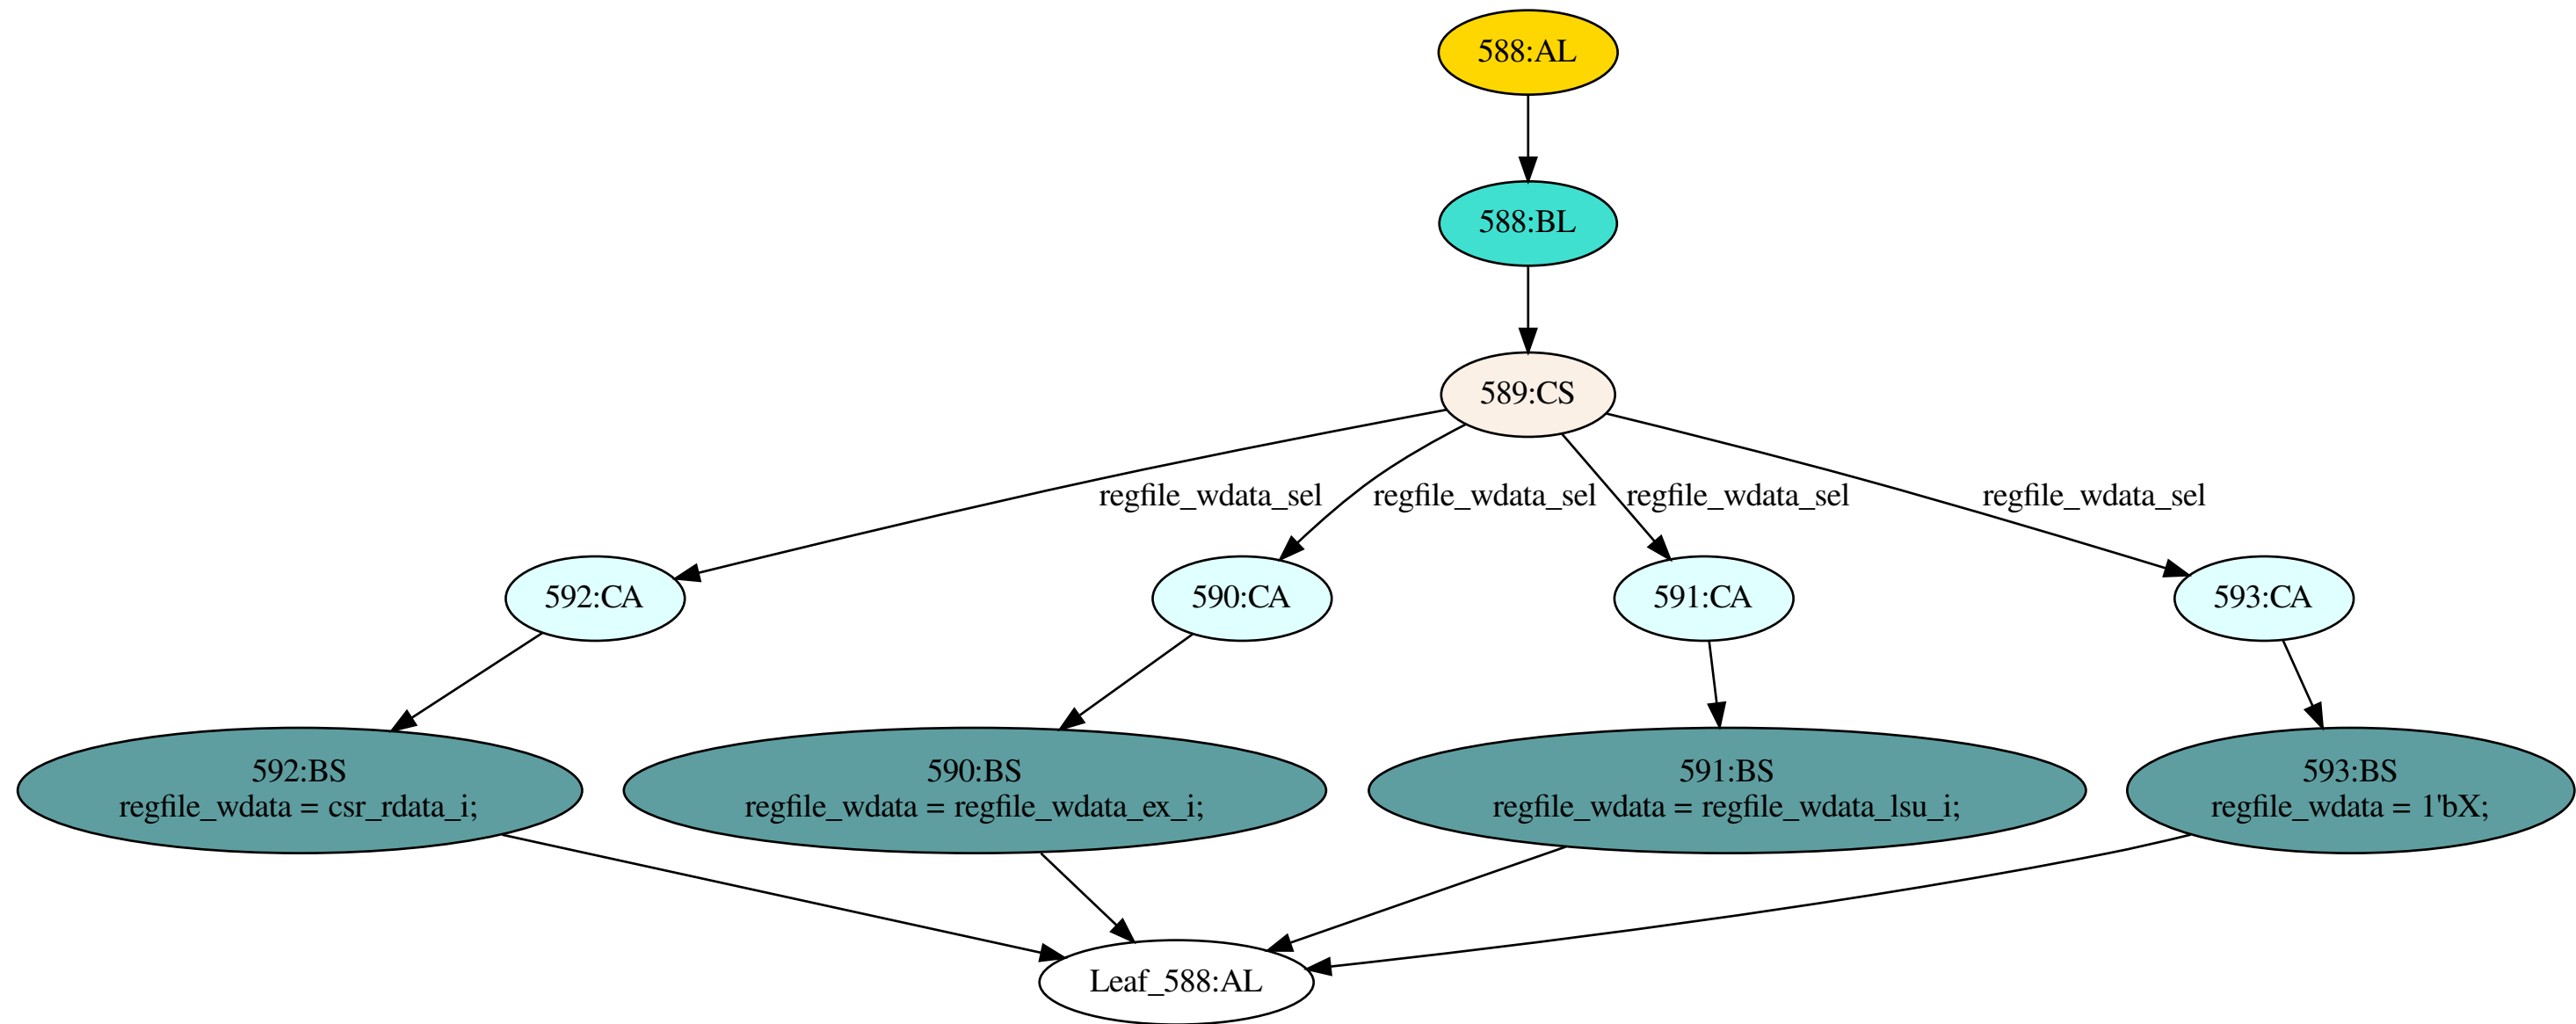 588:AL
588:BL
589:CS
regfile_wdata_sel
regfile_wdata_sel
regfile_wdata_sel
regfile_wdata_sel
592:CA
590:CA
591:CA
593:CA
592:BS
regfile_wdata = csr_rdata_i;
590:BS
regfile_wdata = regfile_wdata_ex_i;
591:BS
regfile_wdata = regfile_wdata_lsu_i;
593:BS
regfile_wdata = 1'bX;
Leaf_588:AL